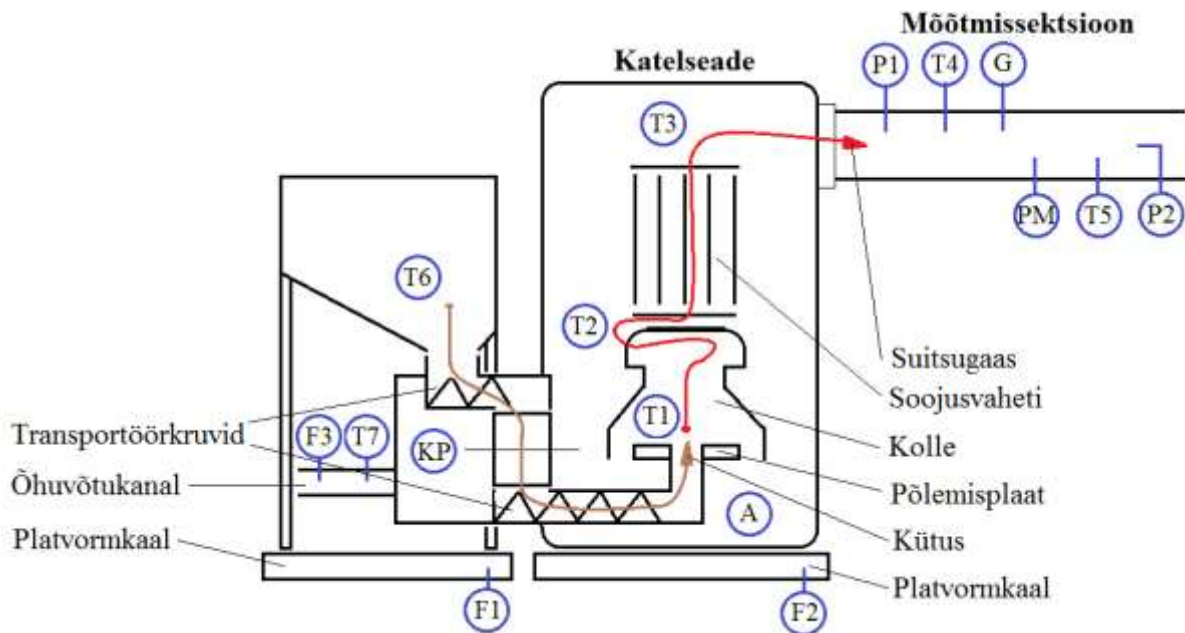 Mõõtmissektsioon
Katelseade
P1
T4
G
T3
PM
T5
P2
T6
T2
Suitsugaas
Soojusvaheti
T1
Transportöörkruvid
F3
T7
KP
Kolle
Õhuvõtukanal
Põlemisplaat
A
Platvormkaal
Kütus
Platvormkaal
F1
F2